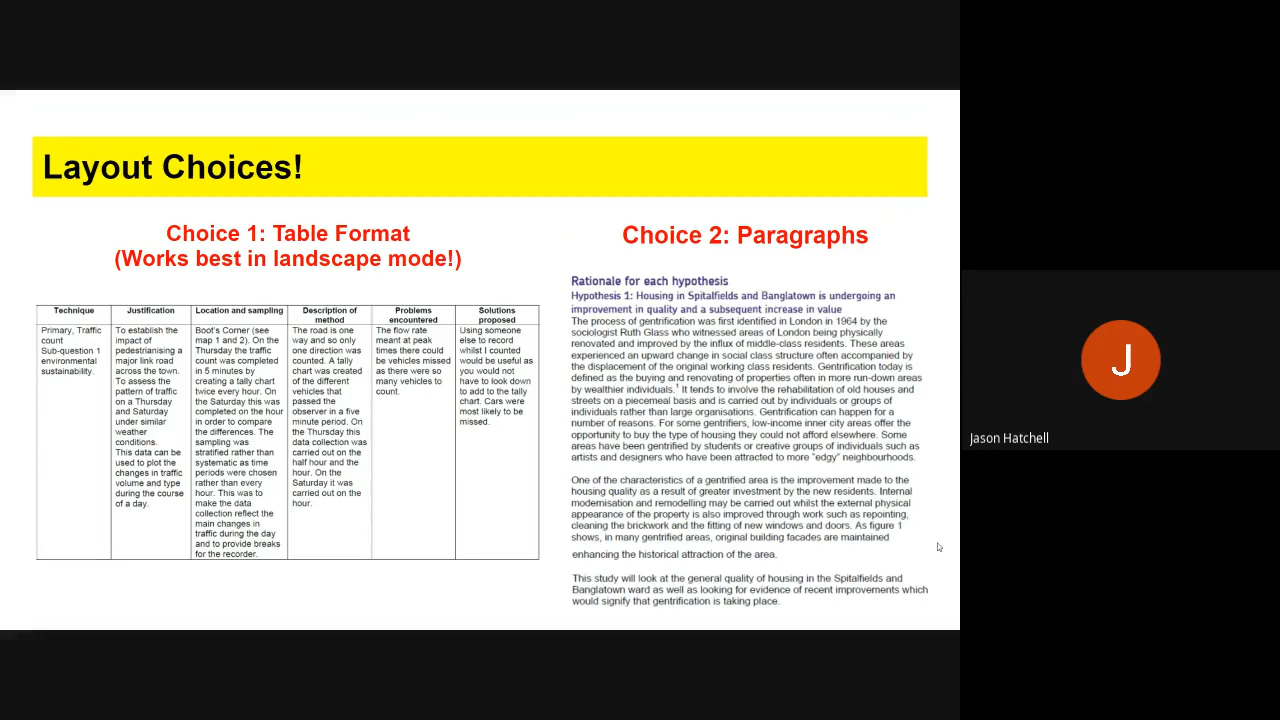 Layout Choices!
Choice 1: Table Format
(Works best in landscape mode!)
Technique
Primary, Traffic
count
Sub-question 1
environmental
sustainability.
Justification
To establish the
impact of
pedestrianising a
major link road
across the town.
To assess the
pattern of traffic
on a Thursday
and Saturday
under similar
weather
conditions.
This data can be
used to plot the
changes in traffic
volume and type
during the course
of a day.
Location and sampling
Boot's Corner (see
map 1 and 2). On the
Thursday the traffic
count was completed
in 5 minutes by
creating a tally chart
twice every hour. On
the Saturday this was
completed on the hour
in order to compare
the differences. The
sampling was
stratified rather than
systematic as time
periods were chosen
rather than every
hour. This was to
make the data
collection reflect the
main changes in
traffic during the day
and to provide breaks
for the recorder.
Description of
method
The road is one
way and so only
one direction was
counted. A tally
chart was created
of the different
vehicles that
passed the
observer in a five
minute period. On
the Thursday this
data collection was
carried out on the
half hour and the
hour. On the
Saturday it was
carried out on the
hour.
Problems
encountered
The flow rate
meant at peak
times there could
be vehicles missed
as there were so
many vehicles to
count.
Solutions
proposed
Using someone
else to record
whilst I counted
would be useful as
you would not
have to look down
to add to the tally
chart. Cars were
most likely to be
missed.
Choice 2: Paragraphs
Rationale for each hypothesis
Hypothesis 1: Housing in Spitalfields and Banglatown is undergoing an
improvement in quality and a subsequent increase in value
The process of gentrification was first identified in London in 1964 by the
sociologist Ruth Glass who witnessed areas of London being physically
renovated and improved by the influx of middle-class residents. These areas
experienced an upward change in social class structure often accompanied by
the displacement of the original working class residents. Gentrification today is
defined as the buying and renovating of properties often in more run-down areas
by wealthier individuals.¹ It tends to involve the rehabilitation of old houses and
streets on a piecemeal basis and is carried out by individuals or groups of
individuals rather than large organisations. Gentrification can happen for a
number of reasons. For some gentrifiers, low-income inner city areas offer the
opportunity to buy the type of housing they could not afford elsewhere. Some
areas have been gentrified by students or creative groups of individuals such as
artists and designers who have been attracted to more "edgy" neighbourhoods.
One of the characteristics of a gentrified area is the improvement made to the
housing quality as a result of greater investment by the new residents. Internal
modernisation and remodelling may be carried out whilst the external physical
appearance of the property is also improved through work such as repointing,
cleaning the brickwork and the fitting of new windows and doors. As figure 1
shows, in many gentrified areas, original building facades are maintained
enhancing the historical attraction of the area.
This study will look at the general quality of housing in the Spitalfields and
Banglatown ward as well as looking for evidence of recent improvements which
would signify that gentrification is taking place.
J
Jason Hatchell